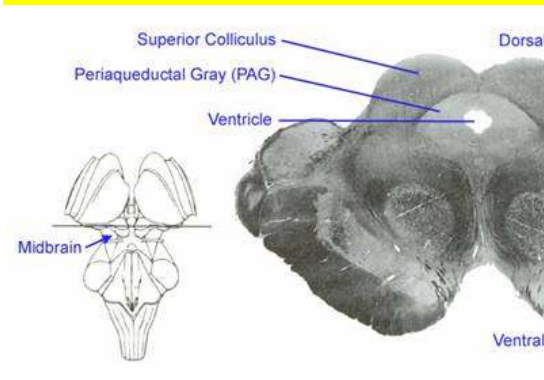 Superior Colliculus
Dorsal
Periaqueductal Gray (PAG)
Ventricle
Midbrain
Ventral